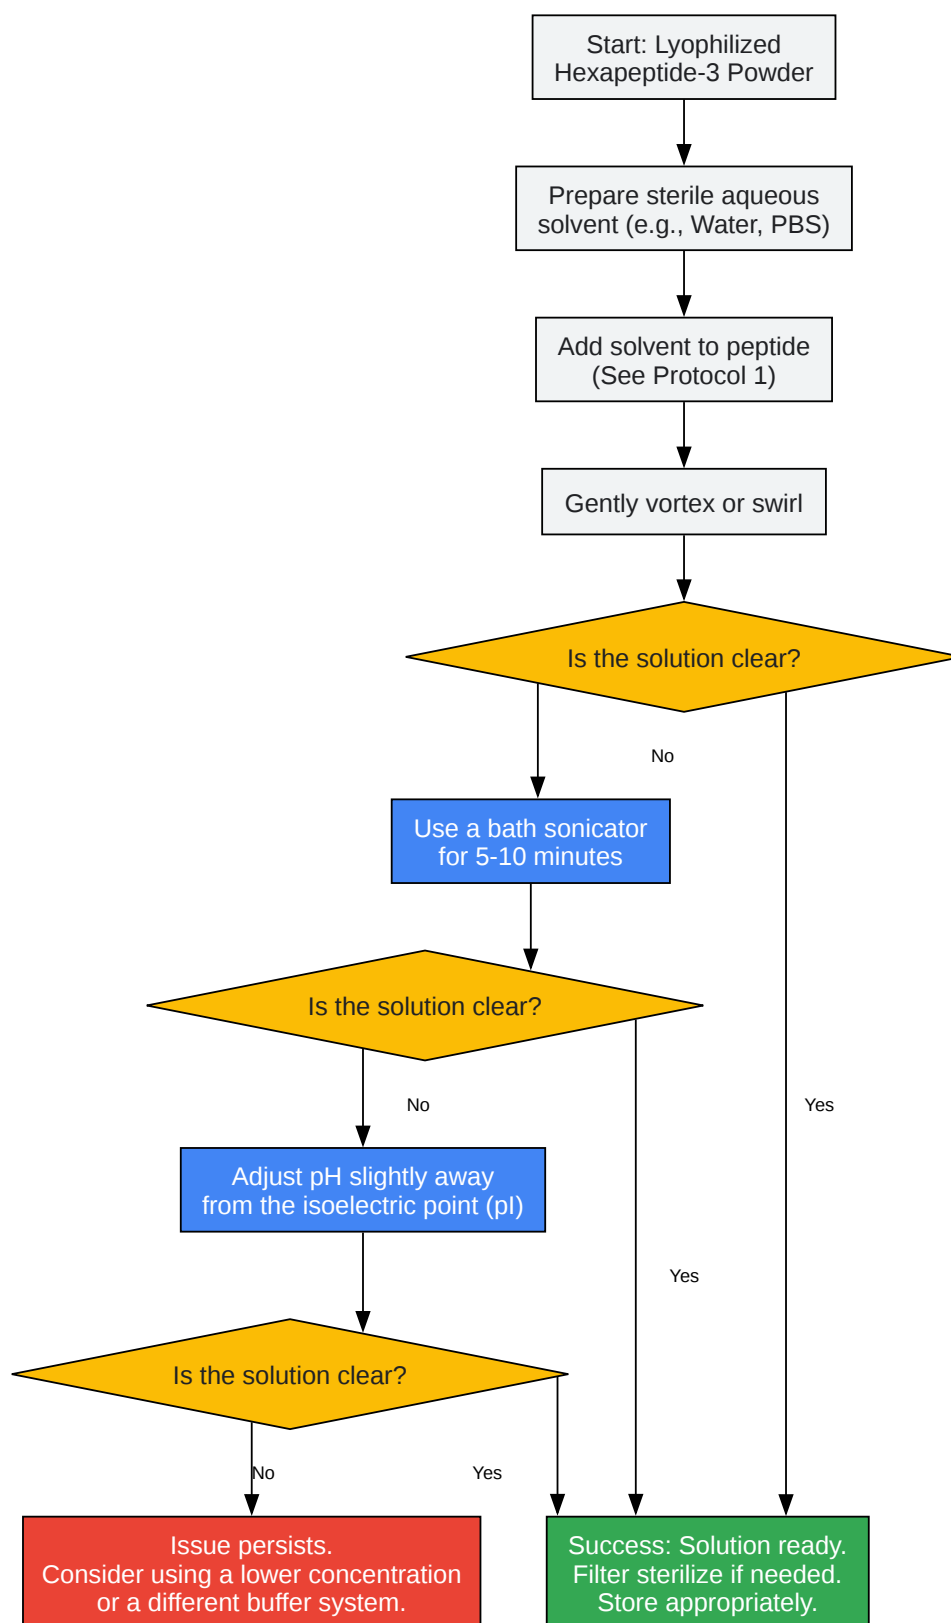 Start: Lyophilized
Hexapeptide-3 Powder
Prepare sterile aqueous
solvent (e.g., Water, PBS)
Add solvent to peptide
(See Protocol 1)
Gently vortex or swirl
Is the solution clear?
No
Use a bath sonicator
for 5-10 minutes
Is the solution clear?
No
Yes
Adjust pH slightly away
from the isoelectric point (pI)
Yes
Is the solution clear?
No
Yes
Issue persists.
Consider using a lower concentration
or a different buffer system.
Success: Solution ready.
Filter sterilize if needed.
Store appropriately.